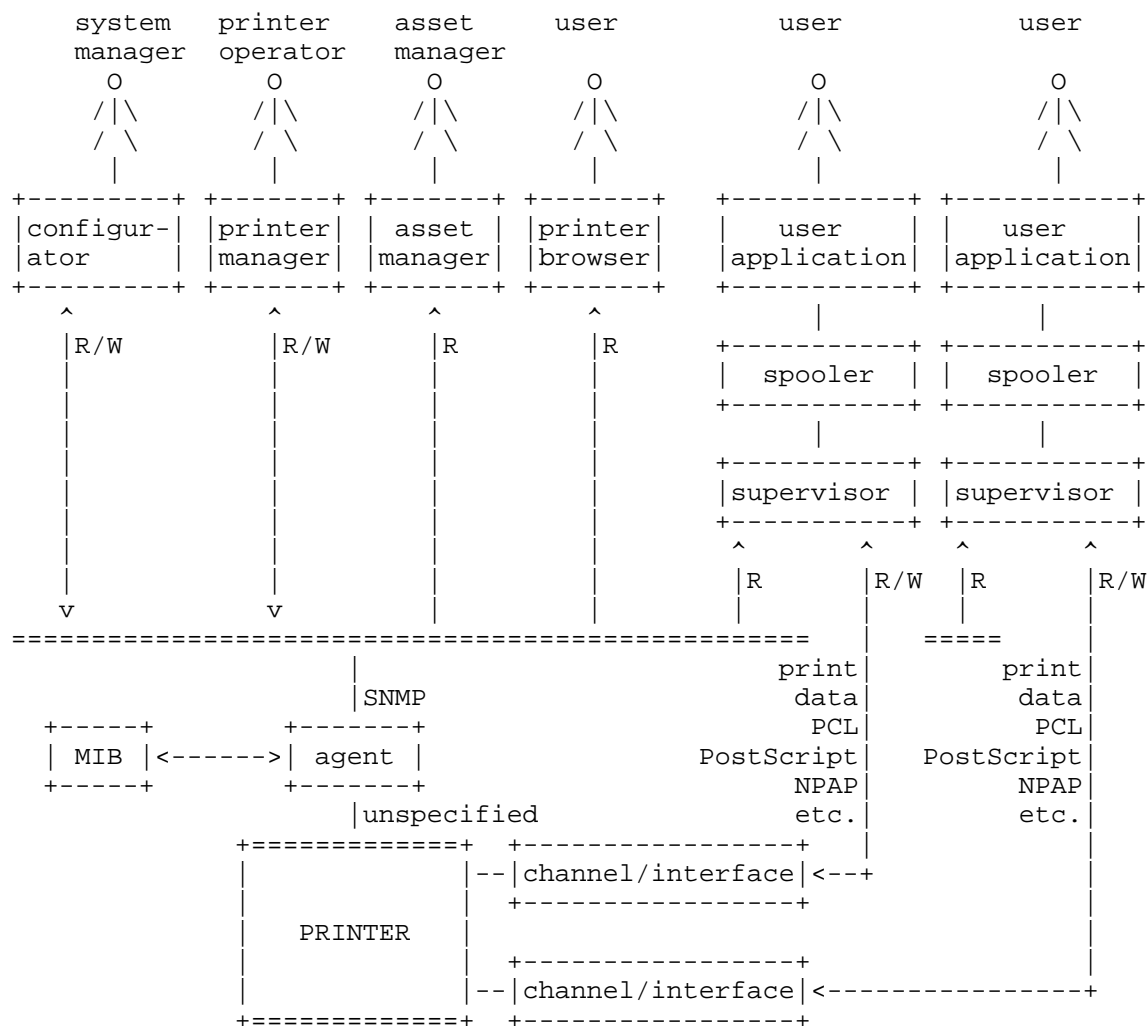 system printer asset user user user
manager operator manager
configur- printer asset printer user user
ator manager manager browser application application
R/W R/W R R spooler spooler
supervisor supervisor
R R/W R R/W
print print
SNMP data data
PCL PCL
MIB agent PostScript PostScript
NPAP NPAP
unspecified etc. etc.
channel/interface
PRINTER
channel/interface